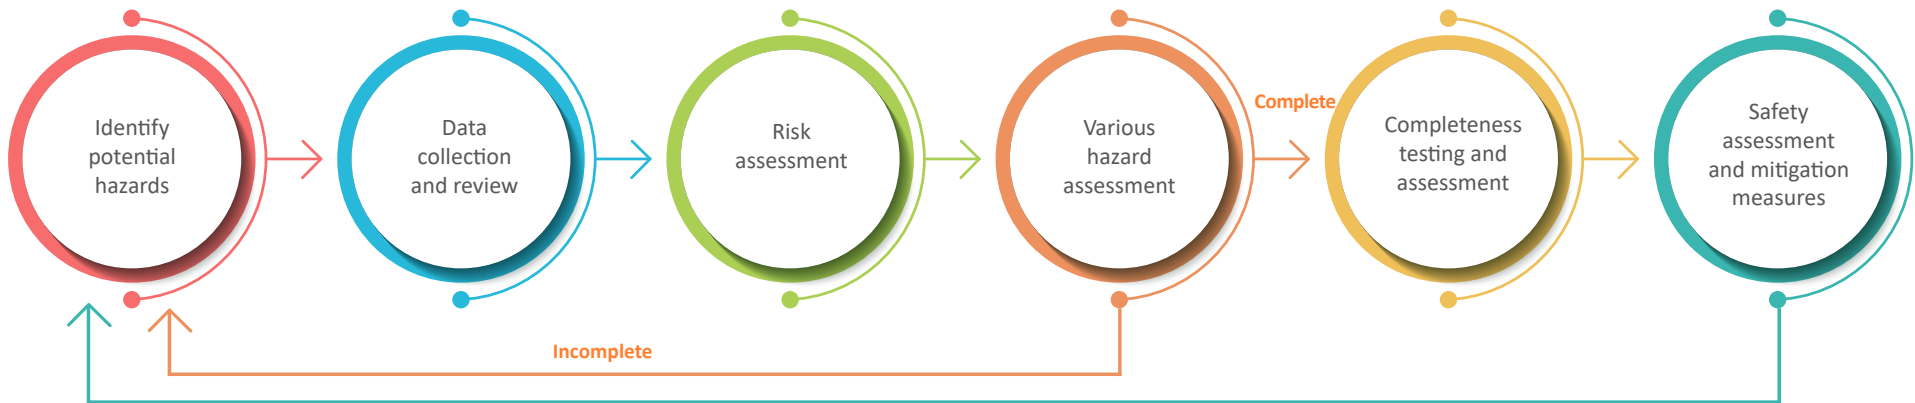 Identify
potential
hazards
Data
collection
and review
Risk
assessment
Various
hazard
assessment
Complete
Completeness
testing and
assessment
Safety
assessment
and mitigation
measures
Incomplete